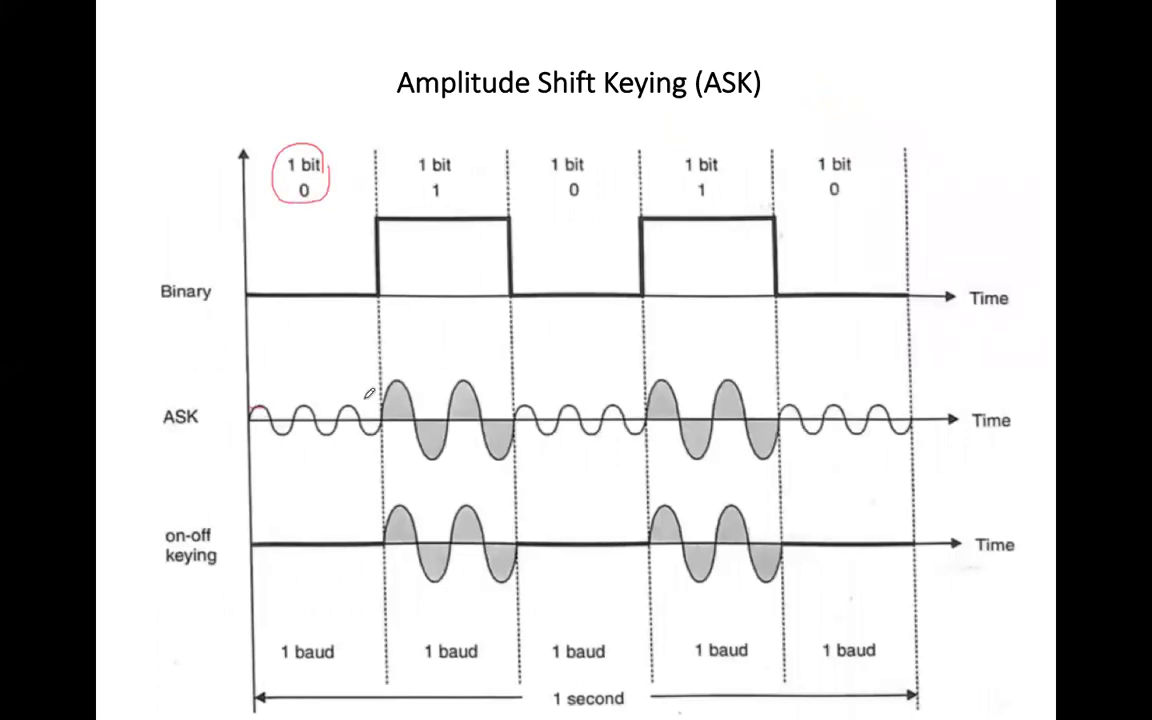 Amplitude Shift Keying (ASK)
1 bit 1 bit 1 bit 1 bit 1 bit
0 1 0 1 0
Binary
Time
ASK
Time
on-off
keying
Time
1 baud 1 baud 1 baud 1 baud 1 baud
1 second